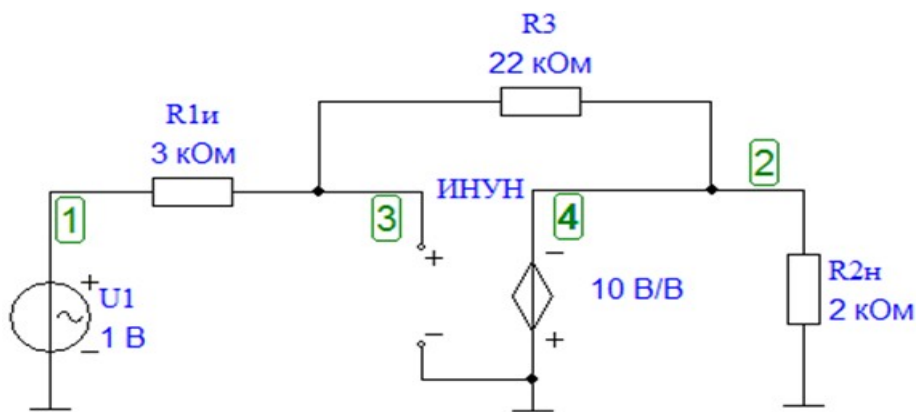 R3
22 кОм
R1и
3 кОм
ИНУН
2
1
3
4
+
−
+
U1
1 В
−
10 В/В
R2н
2 кОм
−
+